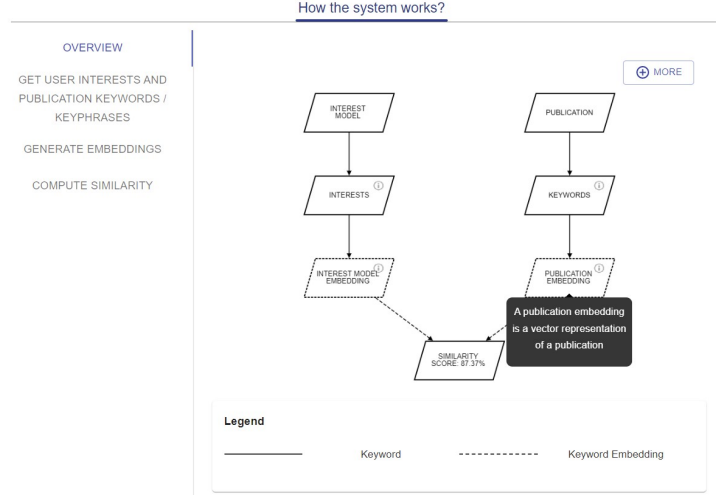 How the system works?
OVERVIEW
GET USER INTERESTS AND
PUBLICATION KEYWORDS /
KEYPHRASES
GENERATE EMBEDDINGS
COMPUTE SIMILARITY
MORE
INTEREST
MODEL
PUBLICATION
INTERESTS
KEYWORDS
INTEREST MODEL
EMBEDDING
PUBLICATION
EMBEDDING
A publication embedding
is a vector representation
of a publication
SIMILARITY
SCORE: 87.37%
Legend
Keyword
Keyword Embedding